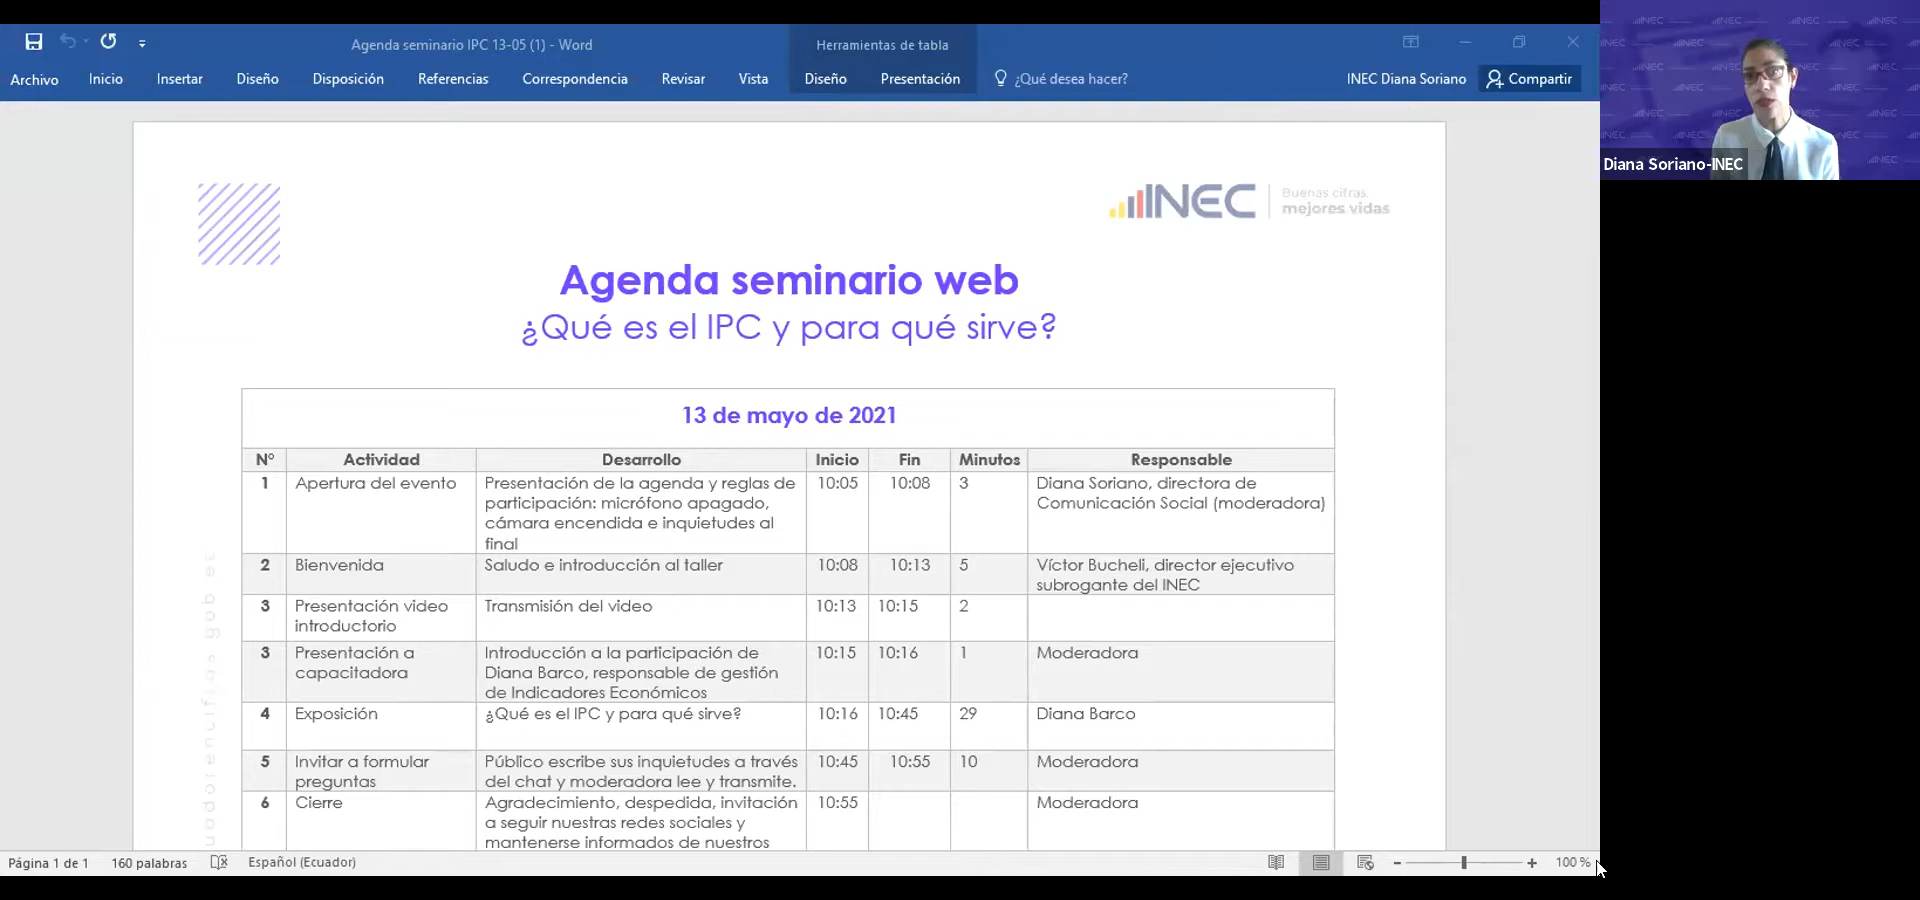 Agenda seminario IPC 13-05 (1) - Word
Herramientas de tabla
Archivo Inicio Insertar Diseño Disposición Referencias Correspondencia Revisar Vista Diseño Presentación ¿Qué desea hacer? INEC Diana Soriano Compartir
Diana Soriano-INEC
INEC
Buenas cifras,
mejores vidas
Agenda seminario web
¿Qué es el IPC y para qué sirve?
13 de mayo de 2021
N° Actividad Desarrollo Inicio Fin Minutos Responsable
1 Apertura del evento Presentación de la agenda y reglas de 10:05 10:08 3 Diana Soriano, directora de
participación: micrófono apagado, Comunicación Social (moderadora)
cámara encendida e inquietudes al
final
2 Bienvenida Saludo e introducción al taller 10:08 10:13 5 Víctor Bucheli, director ejecutivo
subrogante del INEC
3 Presentación video Transmisión del video 10:13 10:15 2
introductorio
3 Presentación a Introducción a la participación de 10:15 10:16 1 Moderadora
capacitadora Diana Barco, responsable de gestión
de Indicadores Económicos
4 Exposición ¿Qué es el IPC y para qué sirve? 10:16 10:45 29 Diana Barco
5 Invitar a formular Público escribe sus inquietudes a través 10:45 10:55 10 Moderadora
preguntas del chat y moderadora lee y transmite.
6 Cierre Agradecimiento, despedida, invitación 10:55 Moderadora
a seguir nuestras redes sociales y
mantenerse informados de nuestros
Página 1 de 1 160 palabras Español (Ecuador) 100 %